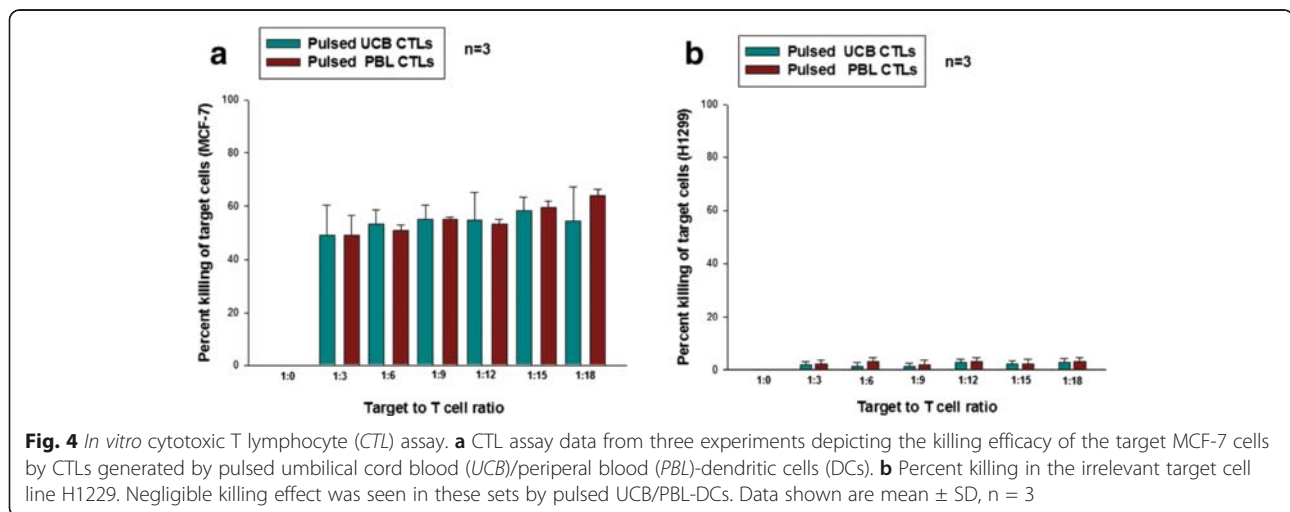 a
Pulsed UCB CTLs
Pulsed PBL CTLs
n=3
Percent killing of target cells (MCF-7)
100
80
60
40
20
0
1:0 1:3 1:6 1:9 1:12 1:15 1:18
Target to T cell ratio
b
Pulsed UCB CTLs
Pulsed PBL CTLs
n=3
Percent killing of target cells (H1299)
100
80
60
40
20
0
1:0 1:3 1:6 1:9 1:12 1:15 1:18
Target to T cell ratio
Fig. 4 In vitro cytotoxic T lymphocyte (CTL) assay. a CTL assay data from three experiments depicting the killing efficacy of the target MCF-7 cells
by CTLs generated by pulsed umbilical cord blood (UCB)/periperal blood (PBL)-dendritic cells (DCs). b Percent killing in the irrelevant target cell
line H1229. Negligible killing effect was seen in these sets by pulsed UCB/PBL-DCs. Data shown are mean ± SD, n = 3